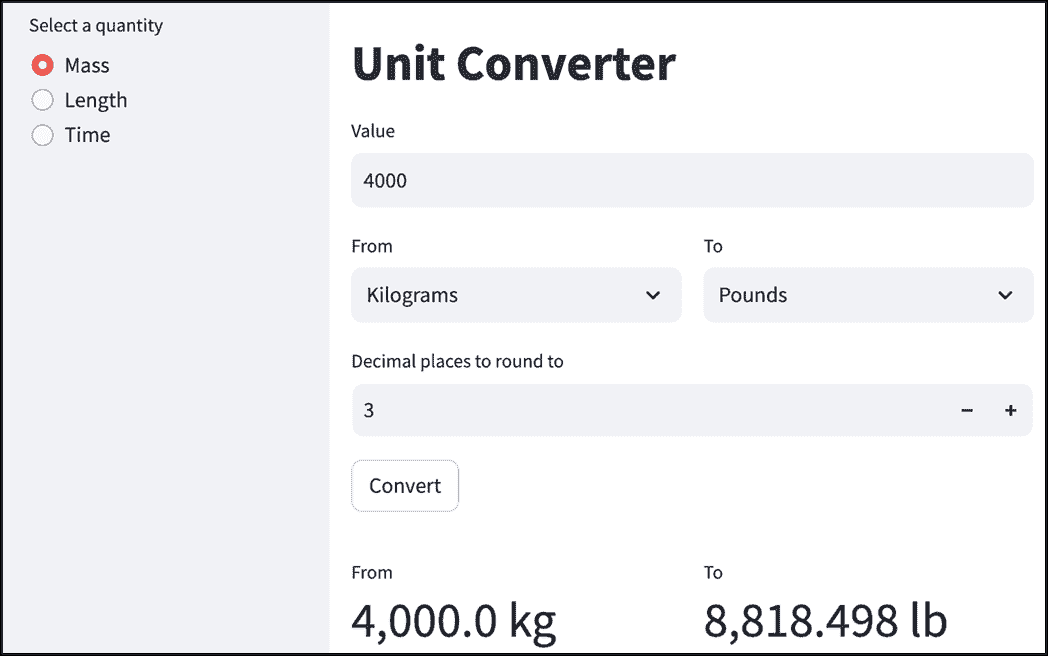 Select a quantity
Mass
Length
Time
Unit Converter
Value
4000
From
To
Kilograms
Pounds
Decimal places to round to
3
− +
Convert
From
To
4,000.0 kg
8,818.498 lb